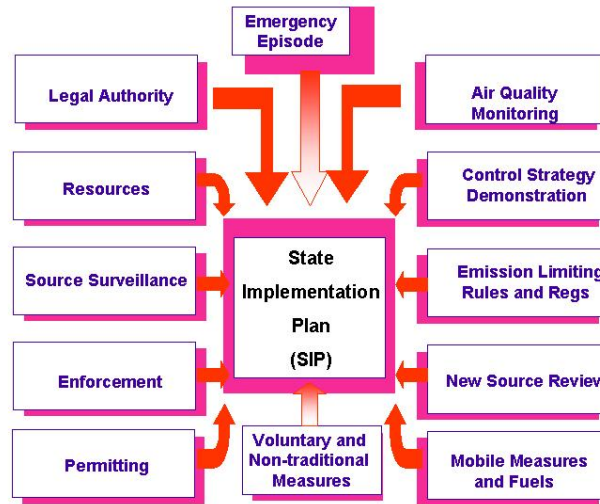 Emergency
Episode
Legal Authority
Air Quality
Monitoring
Resources
Control Strategy
Demonstration
Source Surveillance
State
Implementation
Plan
(SIP)
Emission Limiting
Rules and Regs
Enforcement
New Source Review
Permitting
Voluntary and
Non-traditional
Measures
Mobile Measures
and Fuels